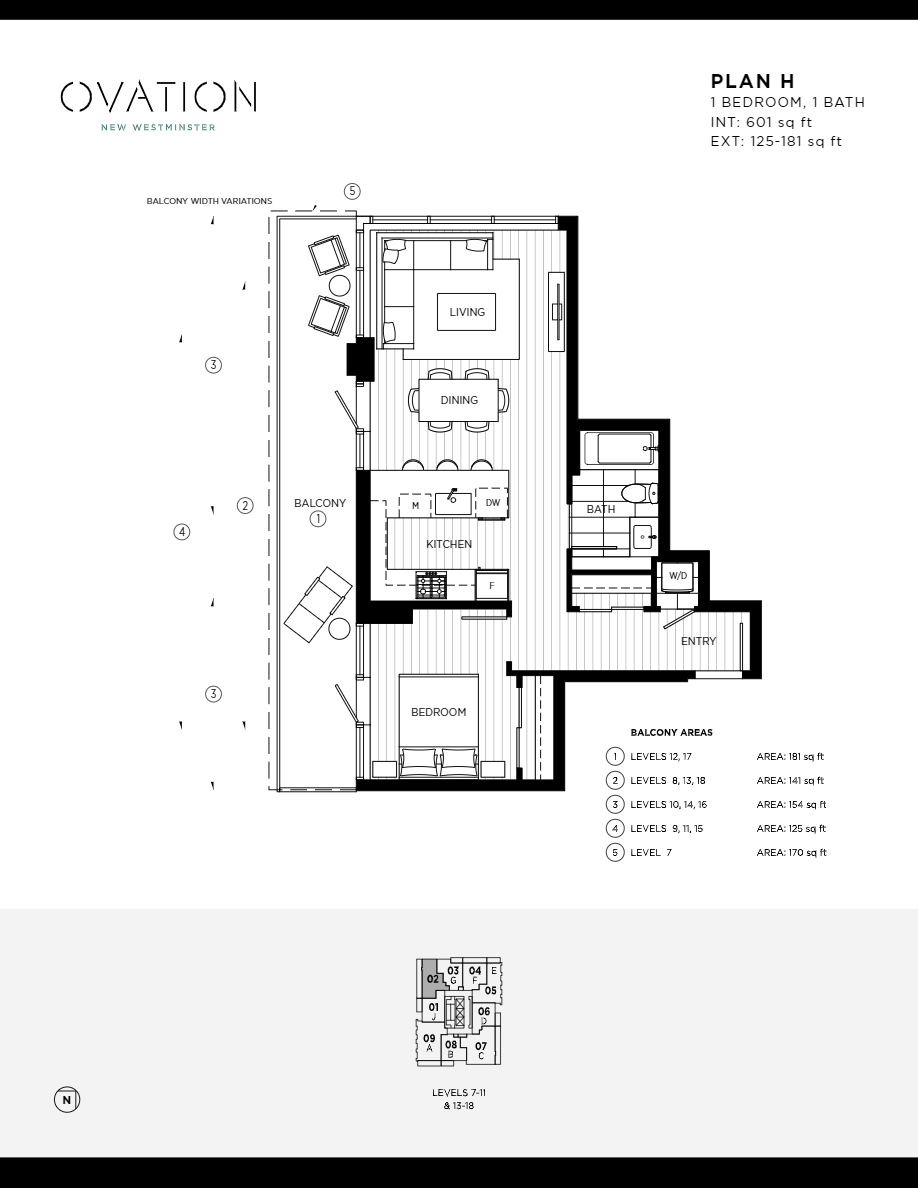 OVATION
NEW WESTMINSTER
PLAN H
1 BEDROOM, 1 BATH
INT: 601 sq ft
EXT: 125-181 sq ft
5
BALCONY WIDTH VARIATIONS
LIVING
3
DINING
2
BALCONY
1
M
DW
BATH
4
KITCHEN
F
W/D
ENTRY
3
BEDROOM
BALCONY AREAS
1 LEVELS 12, 17 AREA: 181 sq ft
2 LEVELS 8, 13, 18 AREA: 141 sq ft
3 LEVELS 10, 14, 16 AREA: 154 sq ft
4 LEVELS 9, 11, 15 AREA: 125 sq ft
5 LEVEL 7 AREA: 170 sq ft
02
03
G
04
F
E
05
01
J
06
D
09
A
08
B
07
C
LEVELS 7-11
& 13-18
N